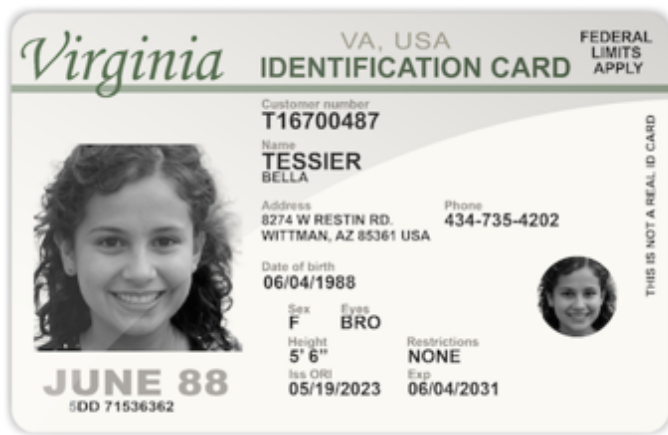 Virginia
VA, USA
IDENTIFICATION CARD
FEDERAL
LIMITS
APPLY
Customer number
T16700487
Name
TESSIER
BELLA
Address
8274 W RESTIN RD.
WITTMAN, AZ 85361 USA
Phone
434-735-4202
Date of birth
06/04/1988
Sex Eyes
F BRO
Height Restrictions
5' 6” NONE
Iss ORI Exp
05/19/2023 06/04/2031
JUNE 88
5DD 71536362
THIS IS NOT A REAL ID CARD